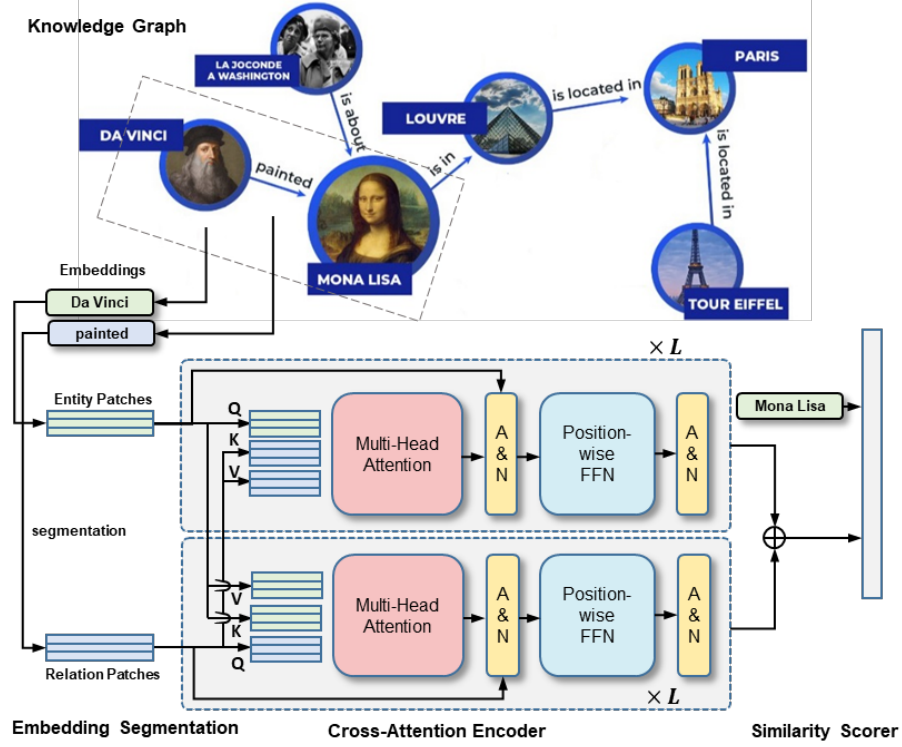 Knowledge Graph
LA JOCONDE
A WASHINGTON
PARIS
DA VINCI
LOUVRE
is located in
is about
painted
is in
is located in
MONA LISA
TOUR EIFFEL
Embeddings
Da Vinci
painted
× L
Entity Patches
Q
K
V
Multi-Head
Attention
A
&
N
Position-
wise
FFN
A
&
N
Mona Lisa
segmentation
V
K
Q
Multi-Head
Attention
A
&
N
Position-
wise
FFN
A
&
N
Relation Patches
× L
Embedding Segmentation
Cross-Attention Encoder
Similarity Scorer